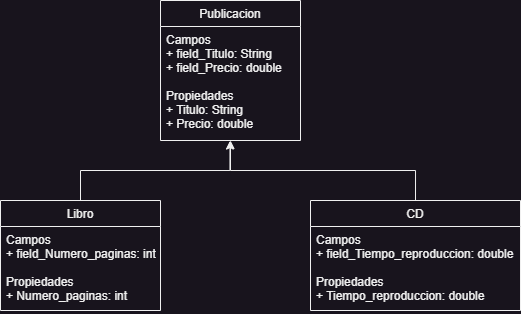 Publicacion
Campos
+ field_Titulo: String
+ field_Precio: double
Propiedades
+ Titulo: String
+ Precio: double
Libro
Campos
+ field_Numero_paginas: int
Propiedades
+ Numero_paginas: int
CD
Campos
+ field_Tiempo_reproduccion: double
Propiedades
+ Tiempo_reproduccion: double